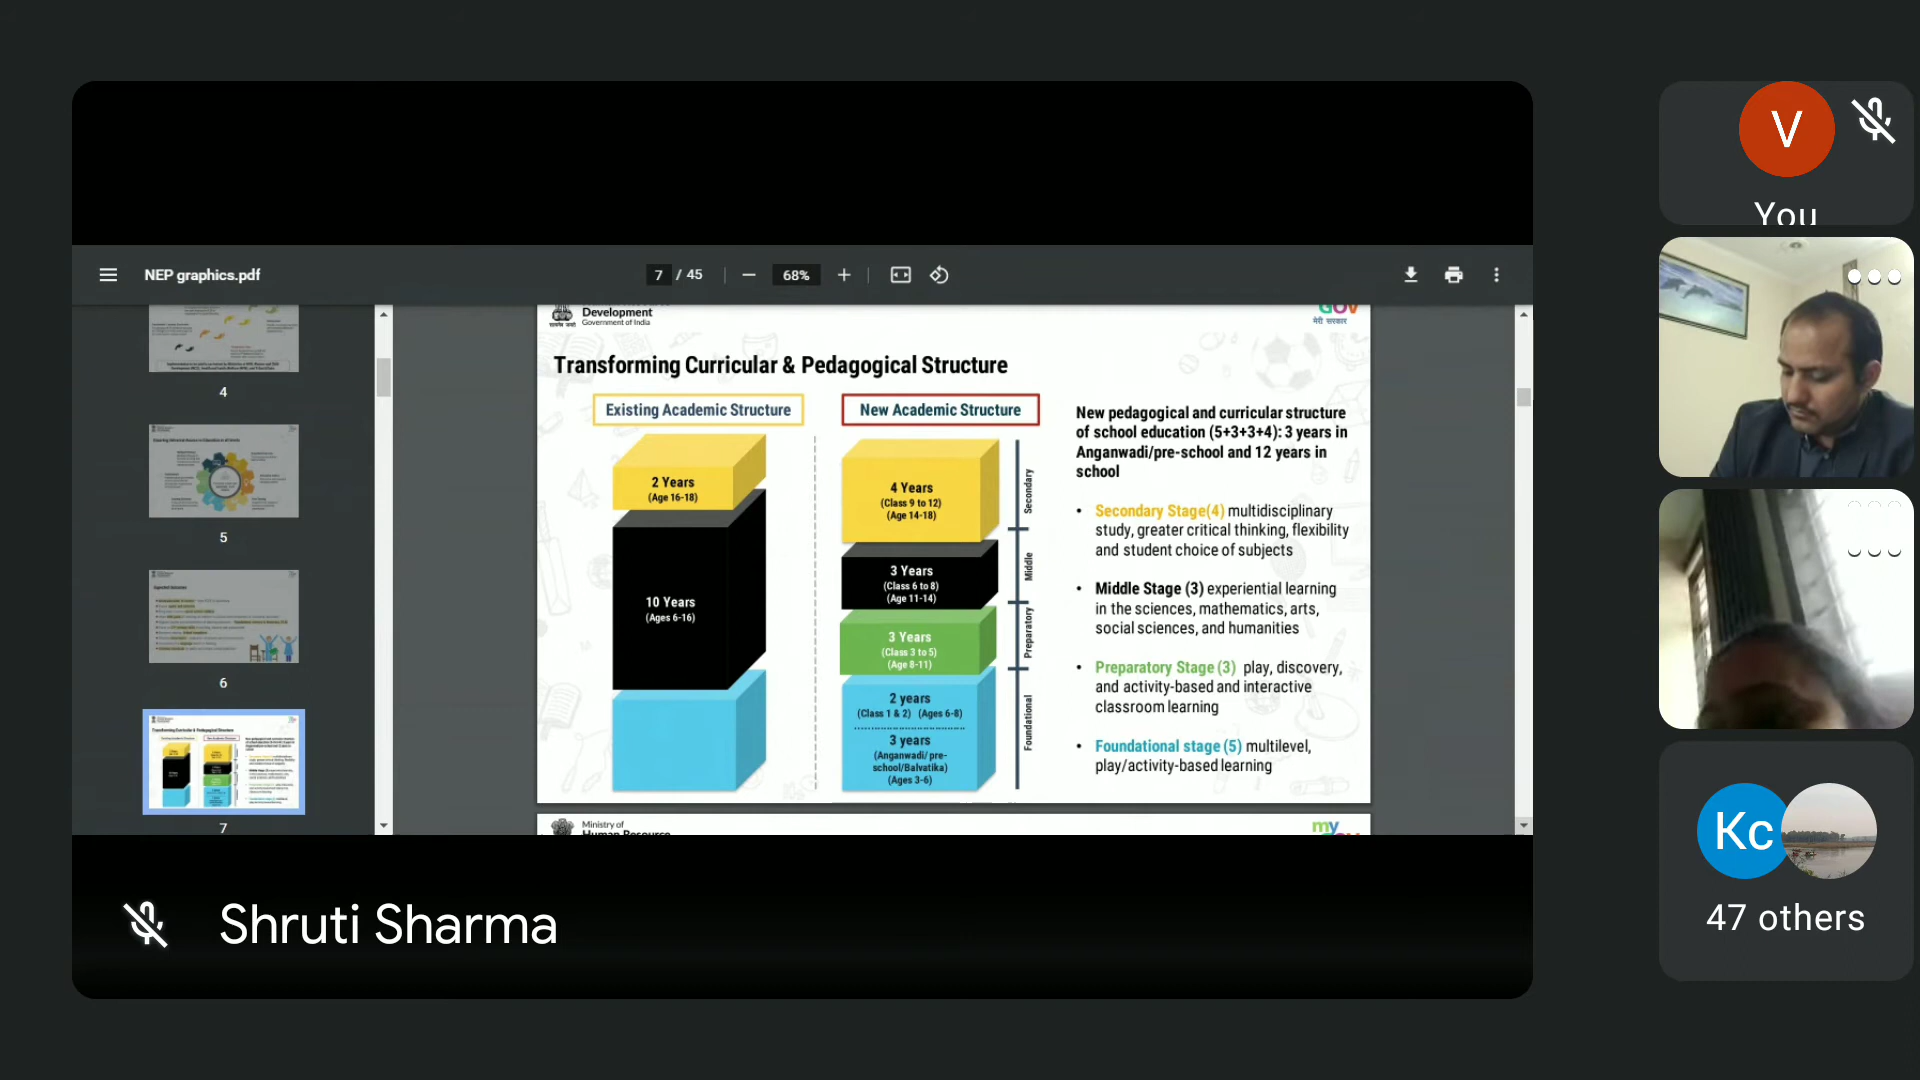 NEP graphics.pdf
7 / 45
68%
4
5
6
7
Development
Government of India
GOV
मेरी सरकार
Transforming Curricular & Pedagogical Structure
Existing Academic Structure
2 Years
(Age 16-18)
10 Years
(Ages 6-16)
New Academic Structure
4 Years
(Class 9 to 12)
(Age 14-18)
3 Years
(Class 6 to 8)
(Age 11-14)
3 Years
(Class 3 to 5)
(Age 8-11)
2 years
(Class 1 & 2) (Ages 6-8)
3 years
(Anganwadi/ pre-
school/Balvatika)
(Ages 3-6)
Secondary
Middle
Preparatory
Foundational
New pedagogical and curricular structure
of school education (5+3+3+4): 3 years in
Anganwadi/pre-school and 12 years in
school
• Secondary Stage(4) multidisciplinary
study, greater critical thinking, flexibility
and student choice of subjects
• Middle Stage (3) experiential learning
in the sciences, mathematics, arts,
social sciences, and humanities
• Preparatory Stage (3) play, discovery,
and activity-based and interactive
classroom learning
• Foundational stage (5) multilevel,
play/activity-based learning
Ministry of
Human Resource
my
Shruti Sharma
V
You
Kc
47 others